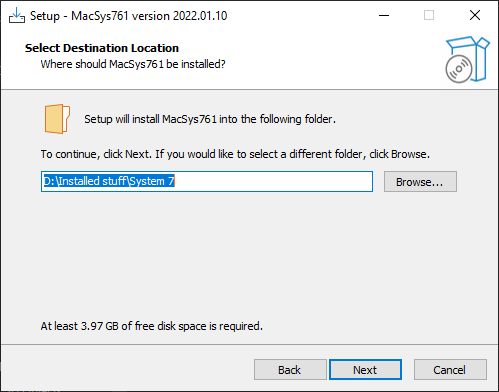 Setup - MacSys761 version 2022.01.10
Select Destination Location
Where should MacSys761 be installed?
Setup will install MacSys761 into the following folder.
To continue, click Next. If you would like to select a different folder, click Browse.
D:\Installed stuff\System 7
Browse...
At least 3.97 GB of free disk space is required.
Back
Next
Cancel